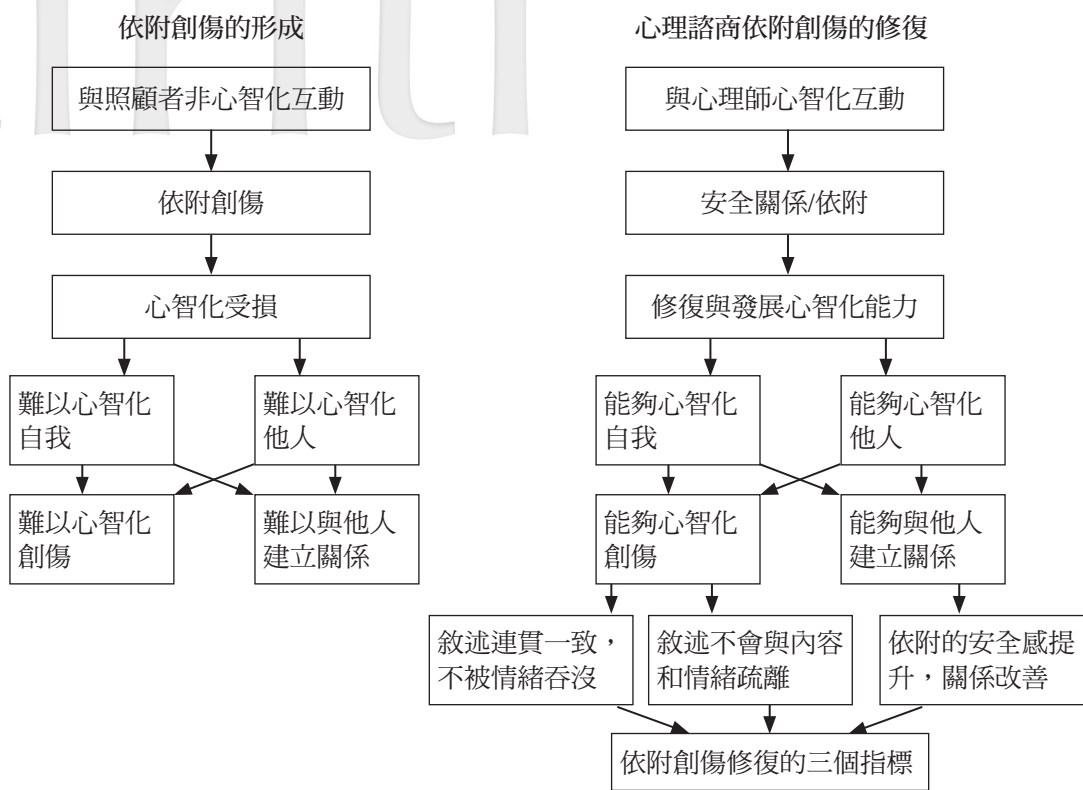 依附創傷的形成
與照顧者非心智化互動
依附創傷
心智化受損
難以心智化
自我
難以心智化
他人
難以心智化
創傷
難以與他人
建立關係
心理諮商依附創傷的修復
與心理師心智化互動
安全關係/依附
修復與發展心智化能力
能夠心智化
自我
能夠心智化
他人
能夠心智化
創傷
能夠與他人
建立關係
敘述連貫一致，
不被情緒吞沒
敘述不會與內容
和情緒疏離
依附的安全感提
升，關係改善
依附創傷修復的三個指標